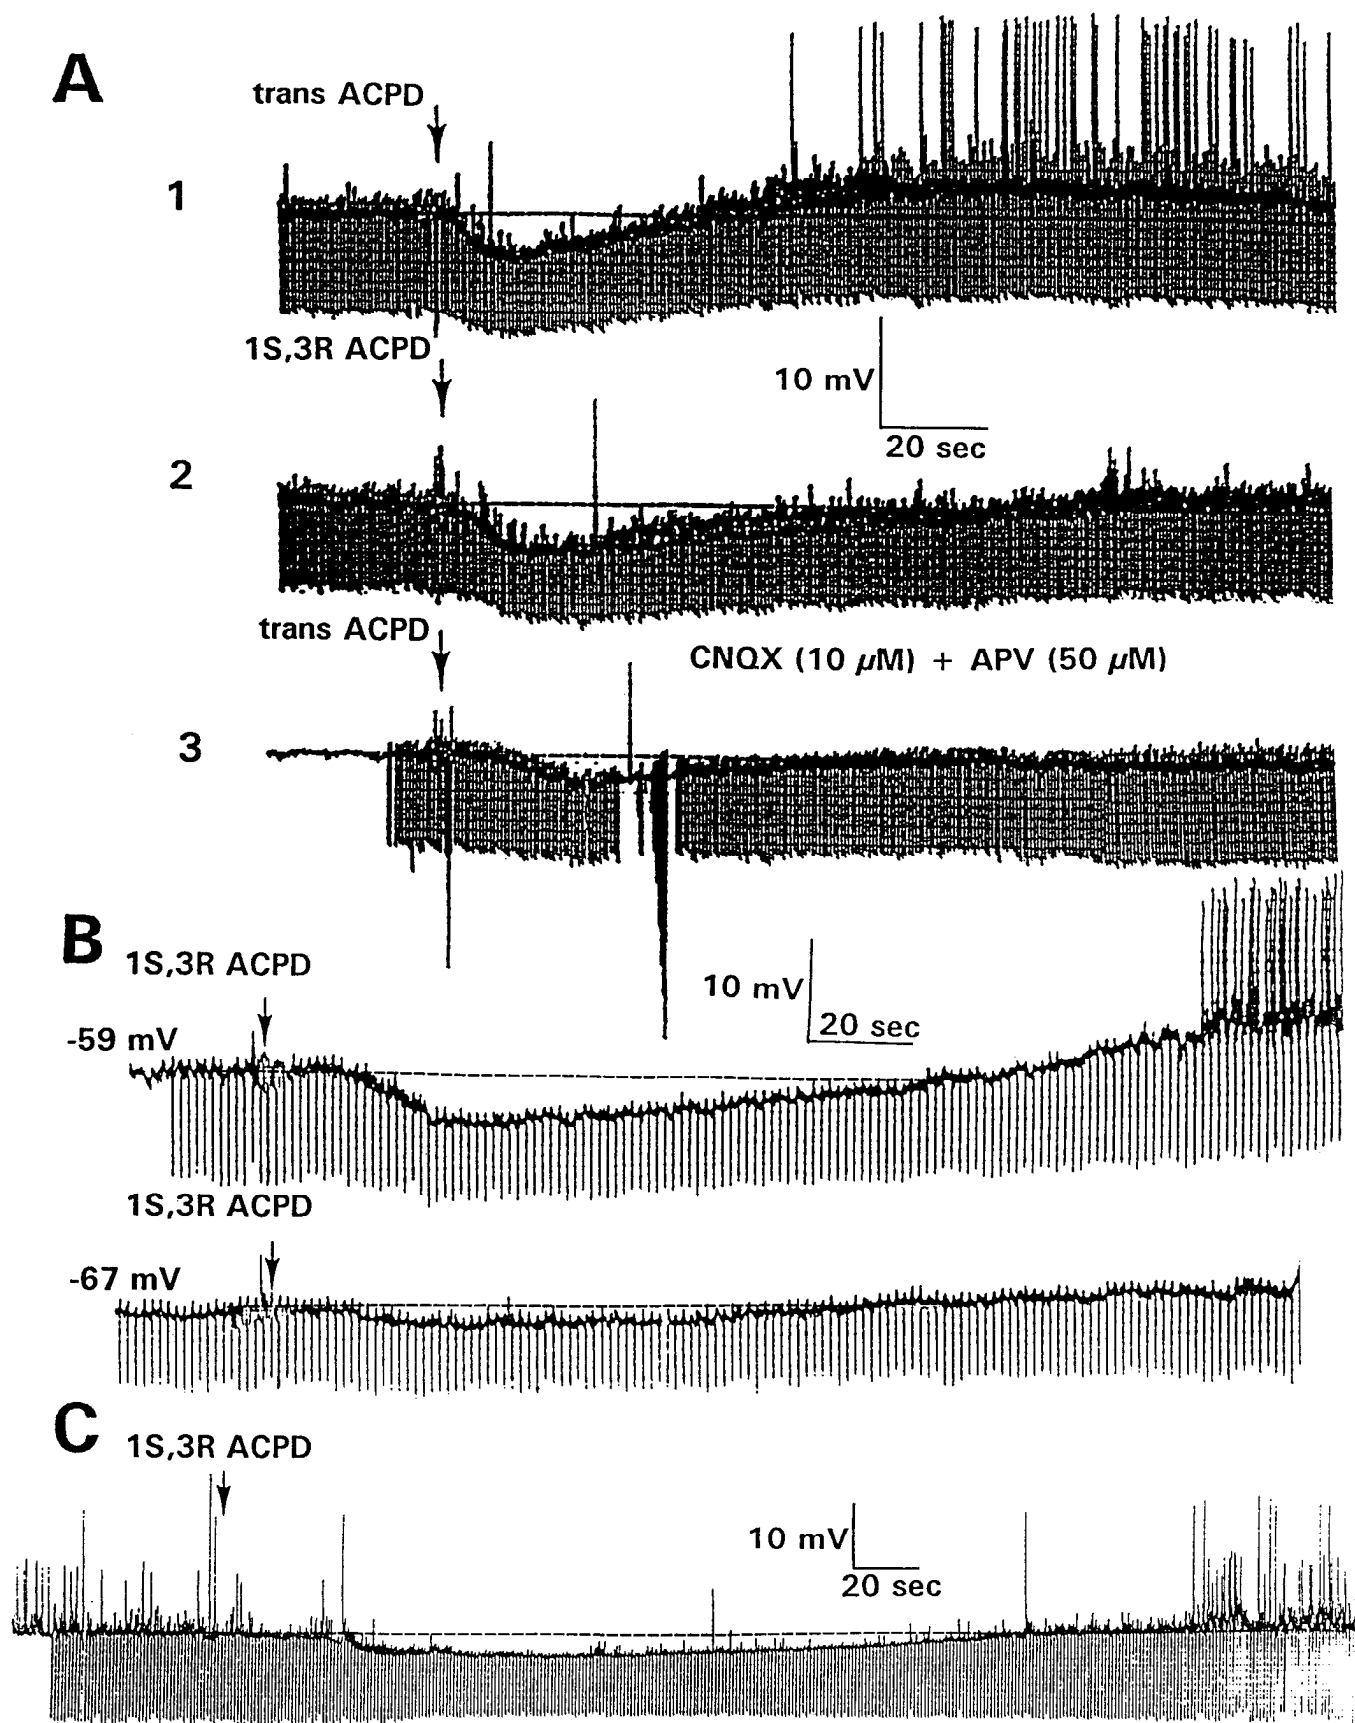 A
trans ACPD
1
1S,3R ACPD
10 mV
20 sec
2
trans ACPD
CNQX (10 µM) + APV (50 µM)
3
B
1S,3R ACPD
10 mV
20 sec
-59 mV
1S,3R ACPD
-67 mV
C
1S,3R ACPD
10 mV
20 sec